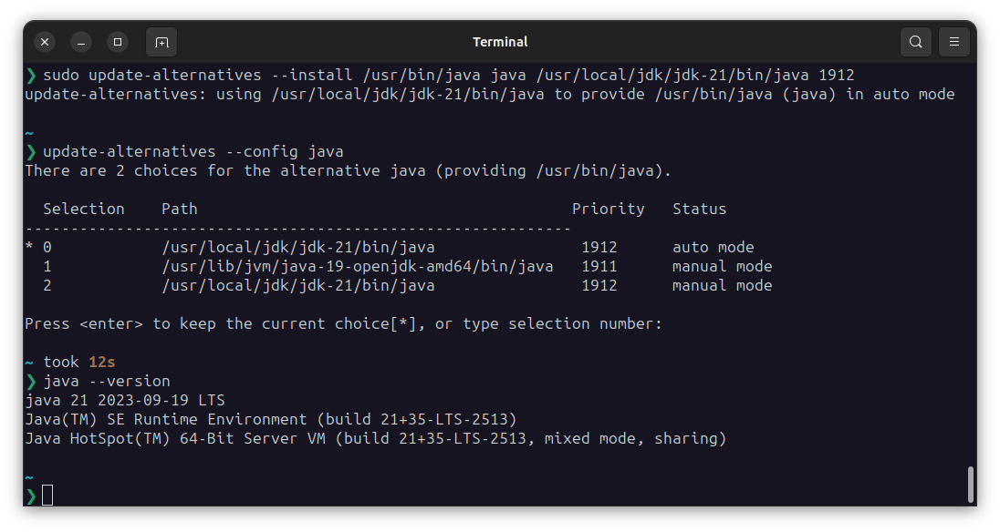 Terminal
❯ sudo update-alternatives --install /usr/bin/java java /usr/local/jdk/jdk-21/bin/java 1912
update-alternatives: using /usr/local/jdk/jdk-21/bin/java to provide /usr/bin/java (java) in auto mode
~
❯ update-alternatives --config java
There are 2 choices for the alternative java (providing /usr/bin/java).
  Selection    Path                                         Priority   Status
------------------------------------------------------------
* 0            /usr/local/jdk/jdk-21/bin/java                1912      auto mode
  1            /usr/lib/jvm/java-19-openjdk-amd64/bin/java   1911      manual mode
  2            /usr/local/jdk/jdk-21/bin/java                1912      manual mode
Press <enter> to keep the current choice[*], or type selection number:
~ took 12s
❯ java --version
java 21 2023-09-19 LTS
Java(TM) SE Runtime Environment (build 21+35-LTS-2513)
Java HotSpot(TM) 64-Bit Server VM (build 21+35-LTS-2513, mixed mode, sharing)
~
❯